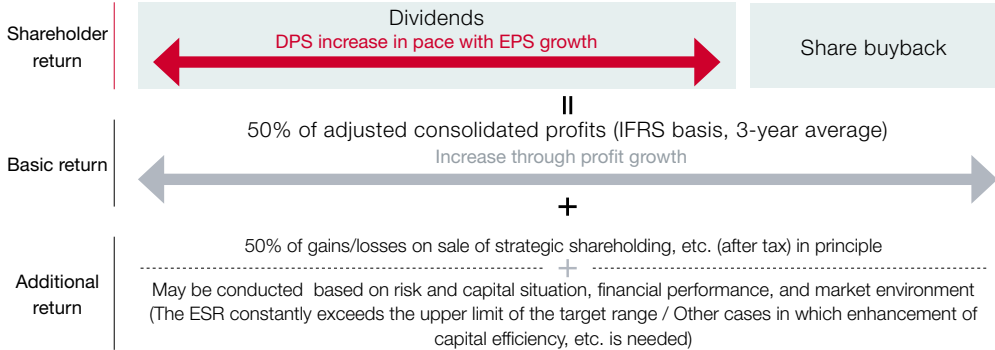 Shareholder
return
Dividends
DPS increase in pace with EPS growth
Share buyback
=
Basic return
50% of adjusted consolidated profits (IFRS basis, 3-year average)
Increase through profit growth
+
Additional
return
50% of gains/losses on sale of strategic shareholding, etc. (after tax) in principle
+
May be conducted based on risk and capital situation, financial performance, and market environment
(The ESR constantly exceeds the upper limit of the target range / Other cases in which enhancement of
capital efficiency, etc. is needed)